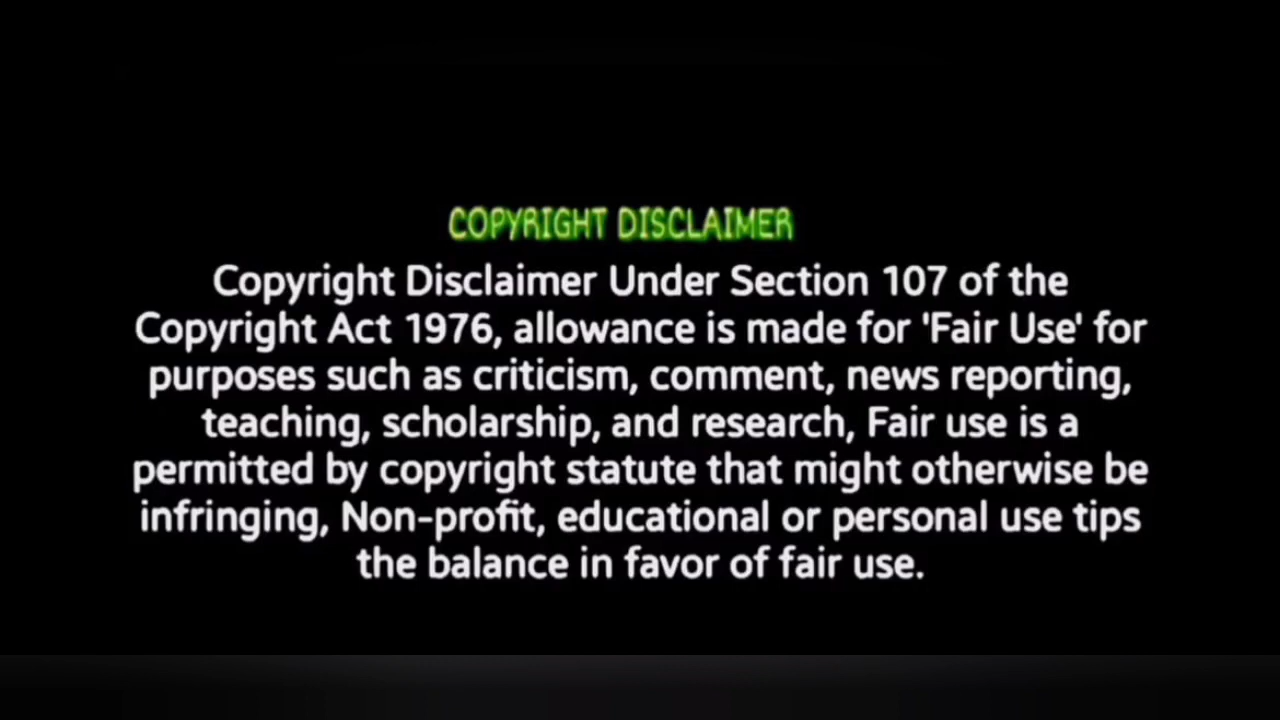 COPYRIGHT DISCLAIMER
Copyright Disclaimer Under Section 107 of the
Copyright Act 1976, allowance is made for 'Fair Use' for
purposes such as criticism, comment, news reporting,
teaching, scholarship, and research, Fair use is a
permitted by copyright statute that might otherwise be
infringing, Non-profit, educational or personal use tips
the balance in favor of fair use.